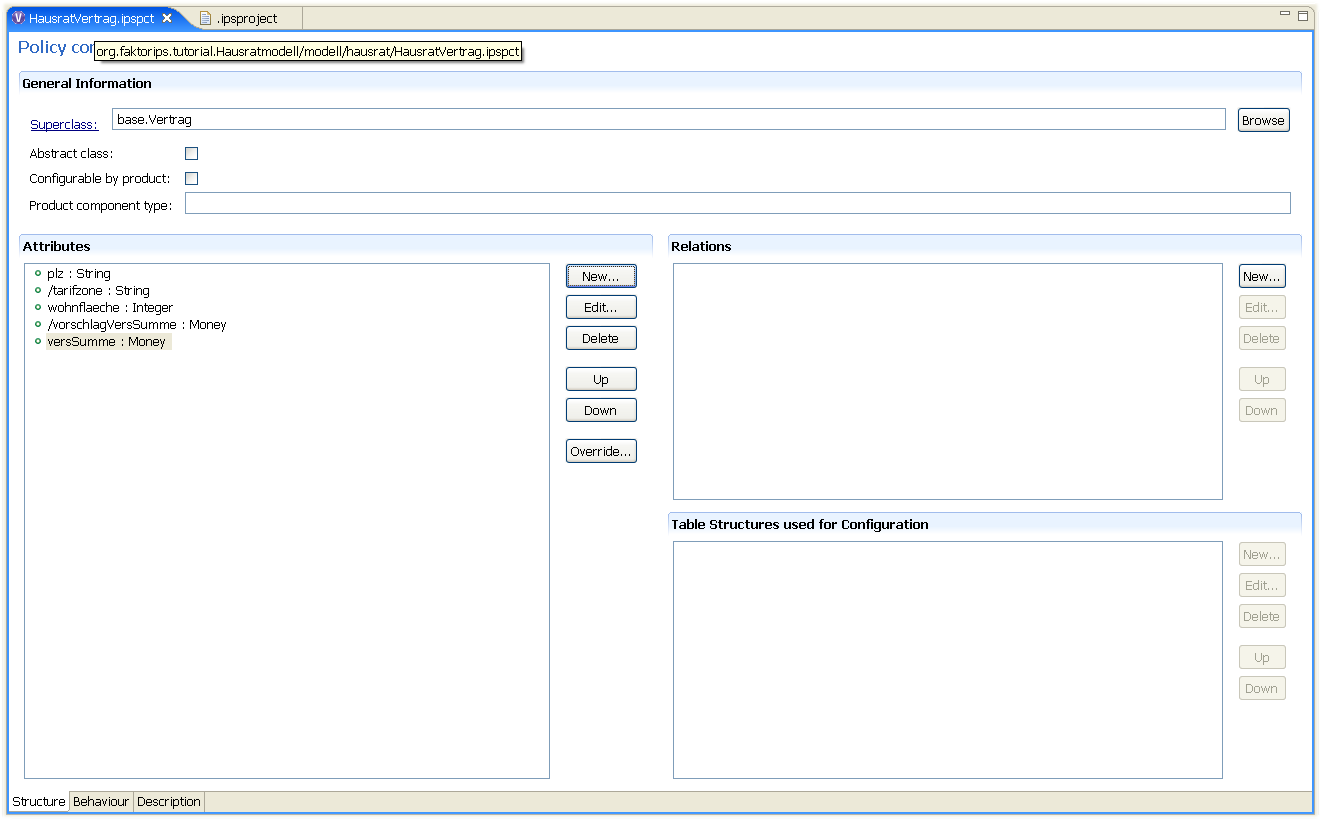 HausratVertrag.ipspct .ipsproject
Policy cor
org.faktorips.tutorial.Hausratmodell/modell/hausrat/HausratVertrag.ipspct
General Information
Superclass: base.Vertrag Browse
Abstract class:
Configurable by product:
Product component type:
Attributes
plz : String
/tarifzone : String
wohnflaeche : Integer
/vorschlagVersSumme : Money
versSumme : Money
New...
Edit...
Delete
Up
Down
Override...
Relations
New...
Edit...
Delete
Up
Down
Table Structures used for Configuration
New...
Edit...
Delete
Up
Down
Structure Behaviour Description